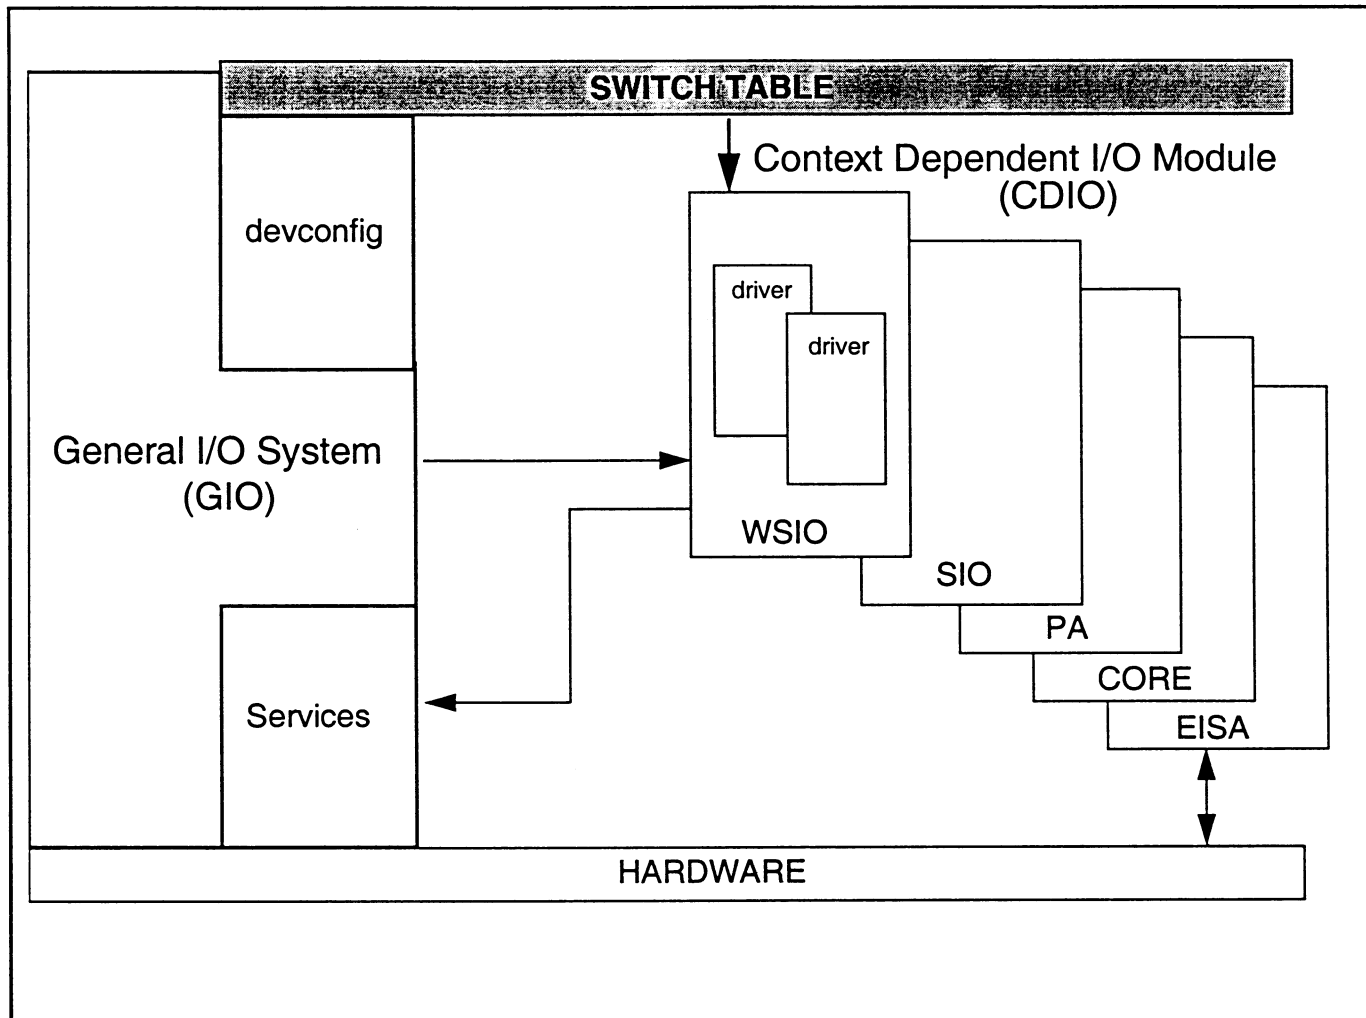 SWITCH TABLE
Context Dependent I/O Module
(CDIO)
devconfig
driver
driver
General I/O System
(GIO)
WSIO
SIO
PA
CORE
EISA
Services
HARDWARE